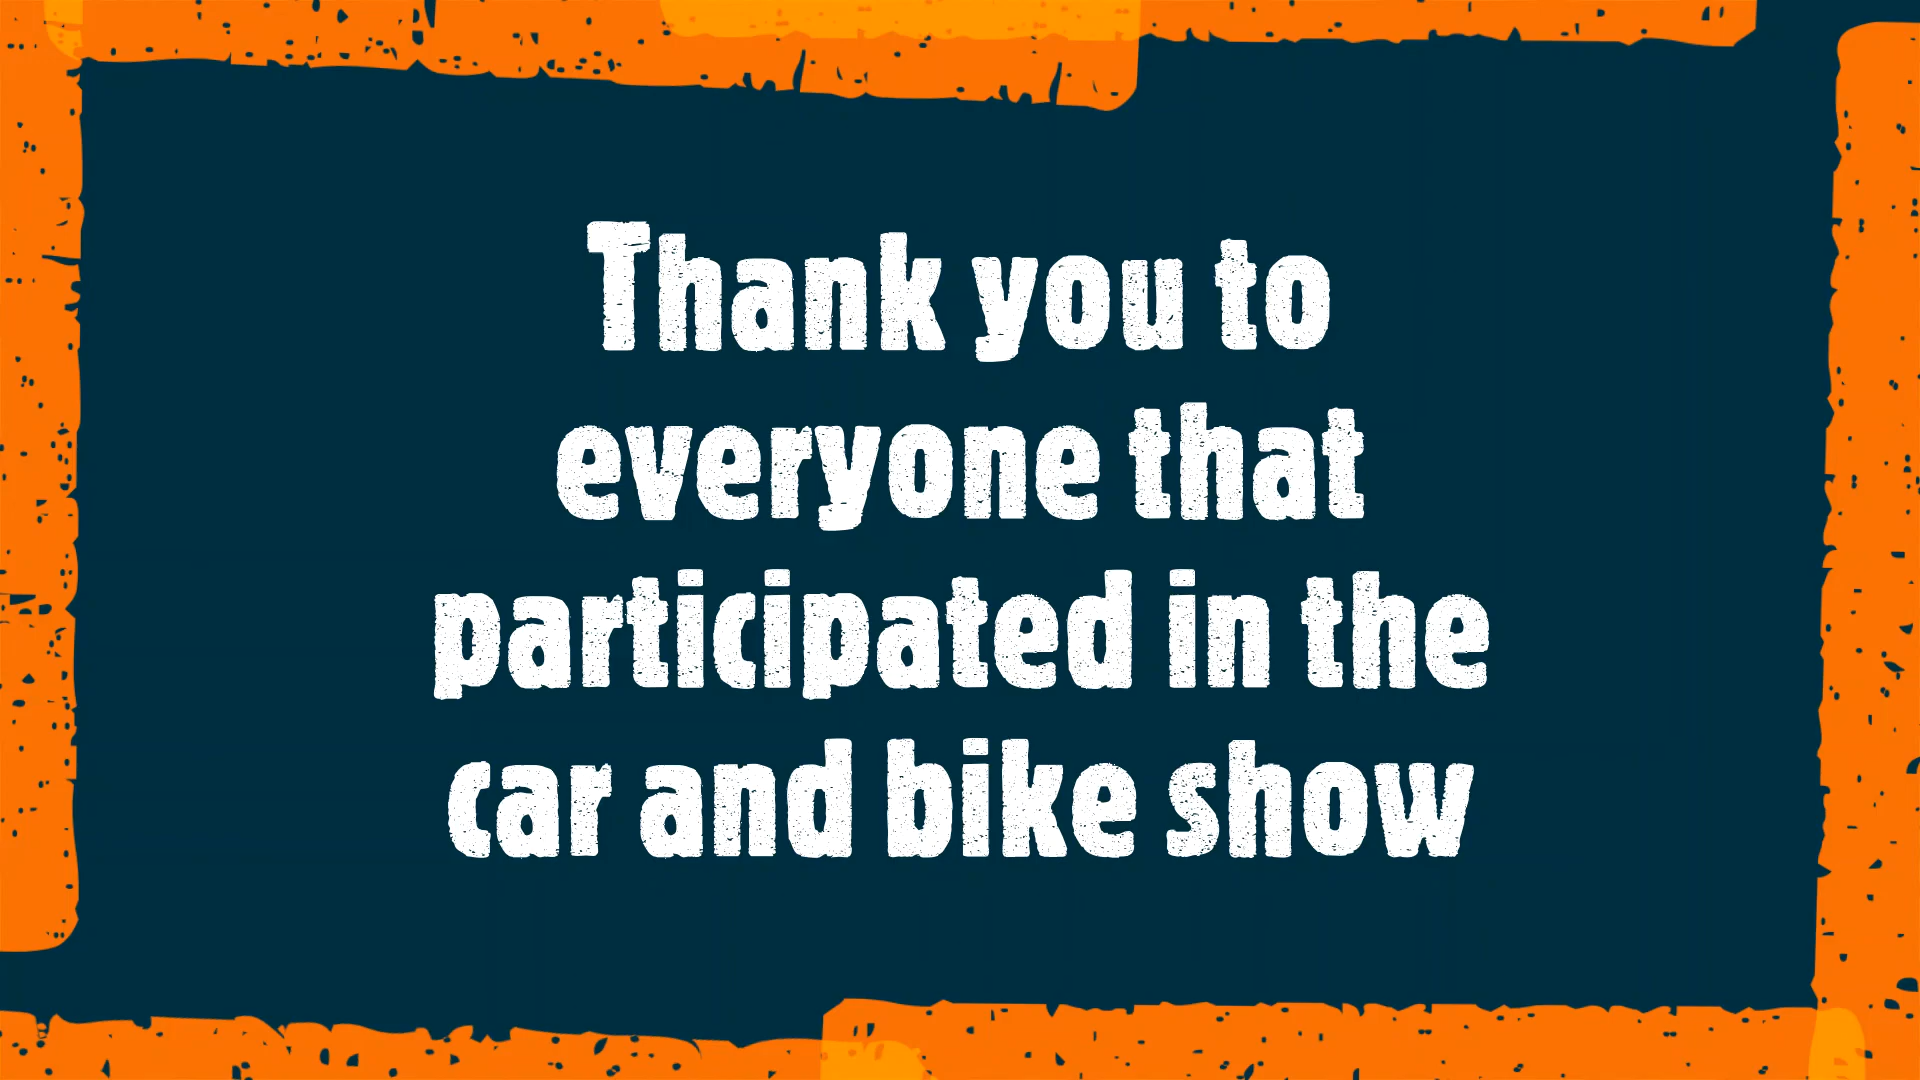 Thank you to
everyone that
participated in the
car and bike show